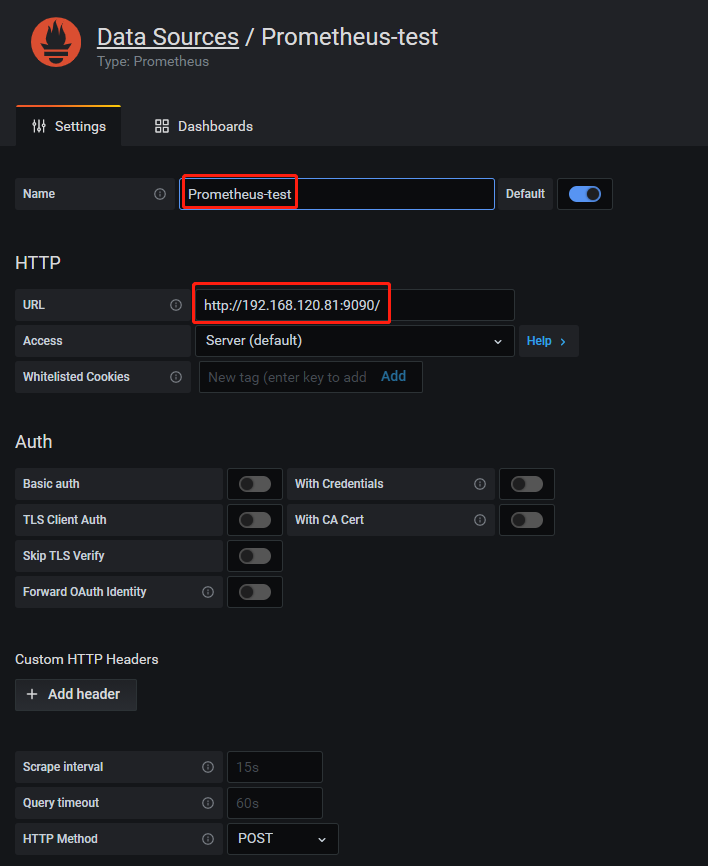 Data Sources / Prometheus-test
Type: Prometheus
Settings
Dashboards
Name
Prometheus-test
Default
HTTP
URL
http://192.168.120.81:9090/
Access
Server (default)
Help
Whitelisted Cookies
New tag (enter key to add
Add
Auth
Basic auth
With Credentials
TLS Client Auth
With CA Cert
Skip TLS Verify
Forward OAuth Identity
Custom HTTP Headers
+ Add header
Scrape interval
15s
Query timeout
60s
HTTP Method
POST